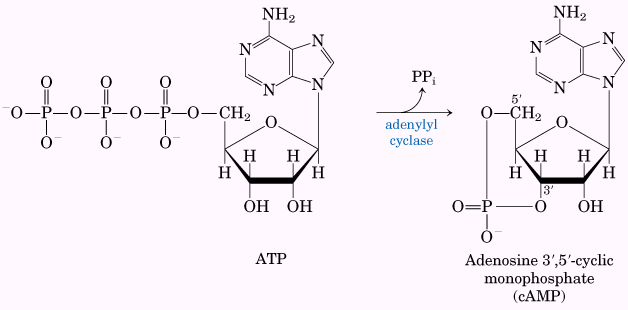 NH₂ NH₂
N N N N
N N N N
O O O PPᵢ
⁻O—P—O—P—O—P—O—CH₂ O adenylyl cyclase 5′ O—CH₂ O
O⁻ O⁻ O⁻ H H H H H H H H
3′
OH OH O=P—O OH
O⁻
ATP
Adenosine 3′,5′-cyclic
monophosphate
(cAMP)